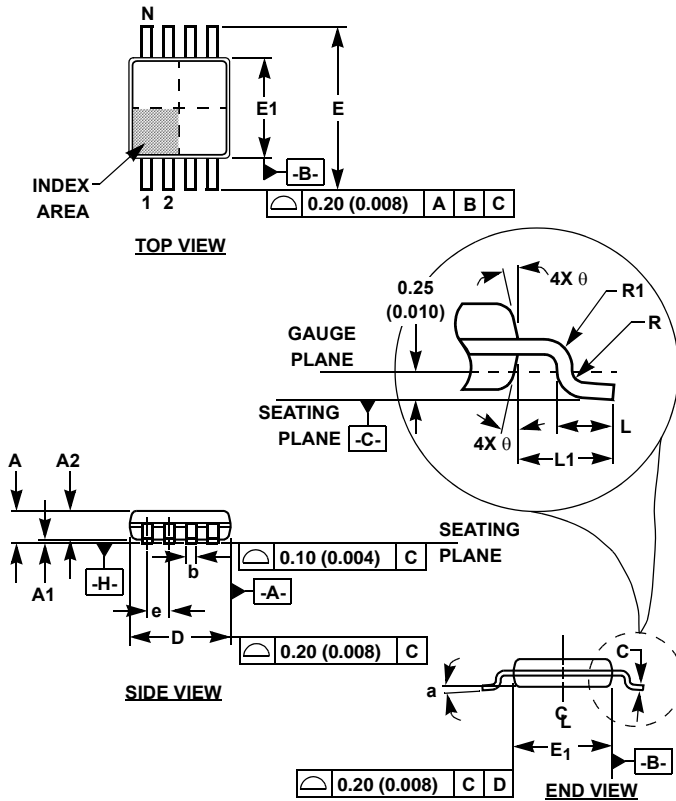 N
E1
E
-B-
INDEX
AREA
1 2
0.20 (0.008) A B C
TOP VIEW
0.25
(0.010)
4X θ
R1
R
GAUGE
PLANE
SEATING
PLANE
-C-
4X θ
L
L1
A
A2
SEATING
PLANE
0.10 (0.004) C
A1
-H-
b
-A-
e
D
0.20 (0.008) C
SIDE VIEW
C
a
CL
E1
-B-
0.20 (0.008) C D
END VIEW